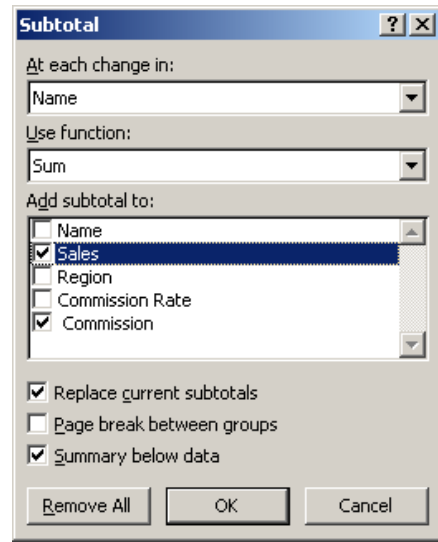 Subtotal
At each change in:
Name
Use function:
Sum
Add subtotal to:
Name
Sales
Region
Commission Rate
Commission
Replace current subtotals
Page break between groups
Summary below data
Remove All OK Cancel